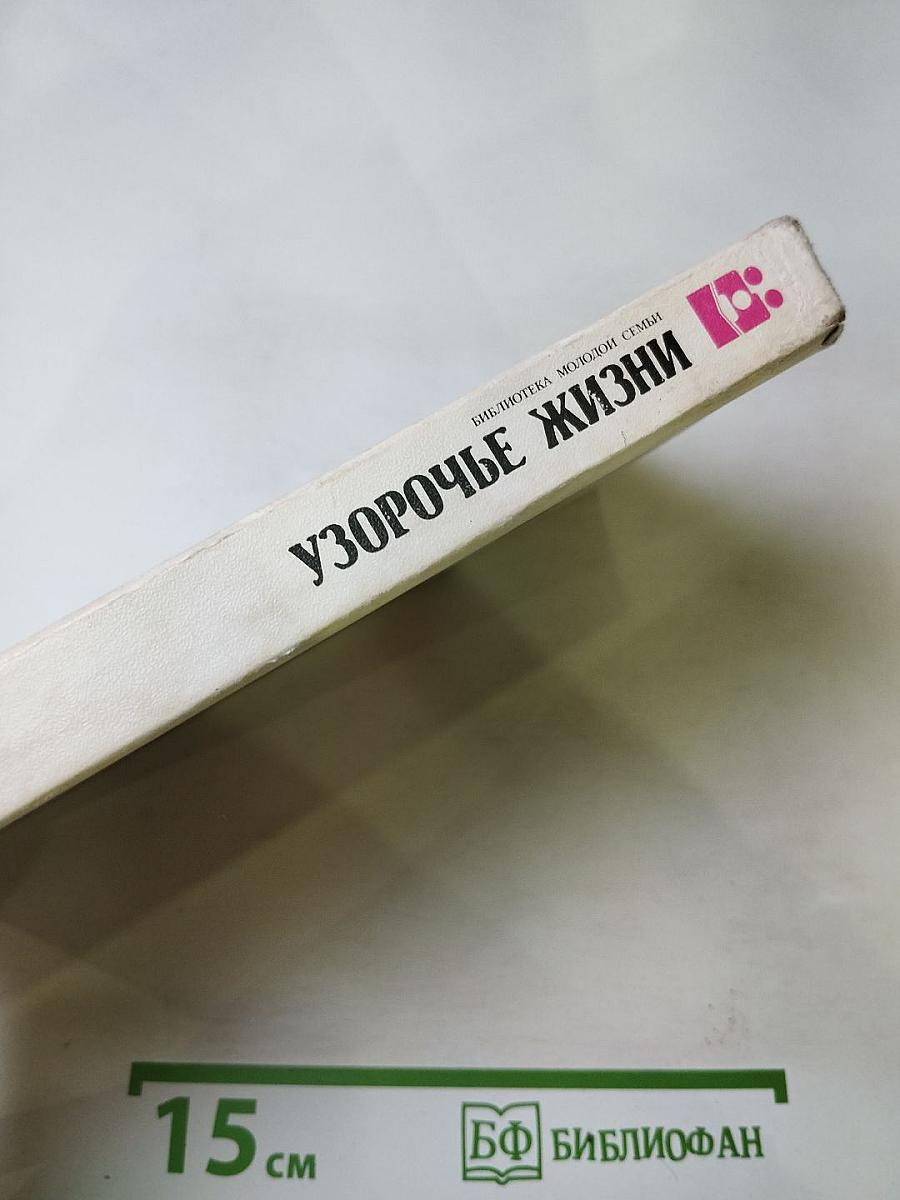 БИБЛИОТЕКА МОЛОДОЙ СЕМЬИ
УЗОРОЧЬЕ ЖИЗНИ
15 см
БФ БИБЛИОФАН